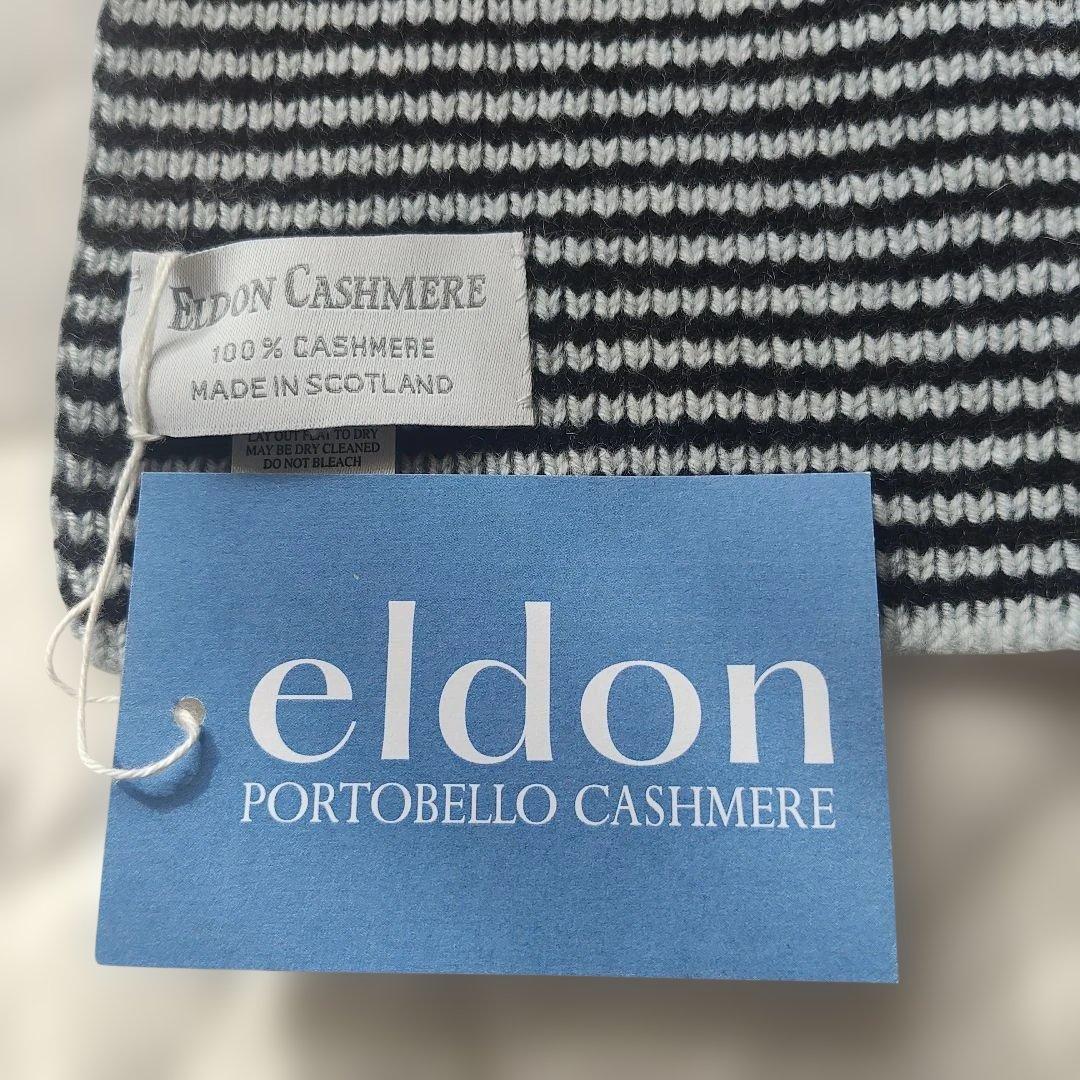 ELDON CASHMERE
100% CASHMERE
MADE IN SCOTLAND
LAY OUT FLAT TO DRY
MAY BE DRY CLEANED
DO NOT BLEACH
eldon
PORTOBELLO CASHMERE